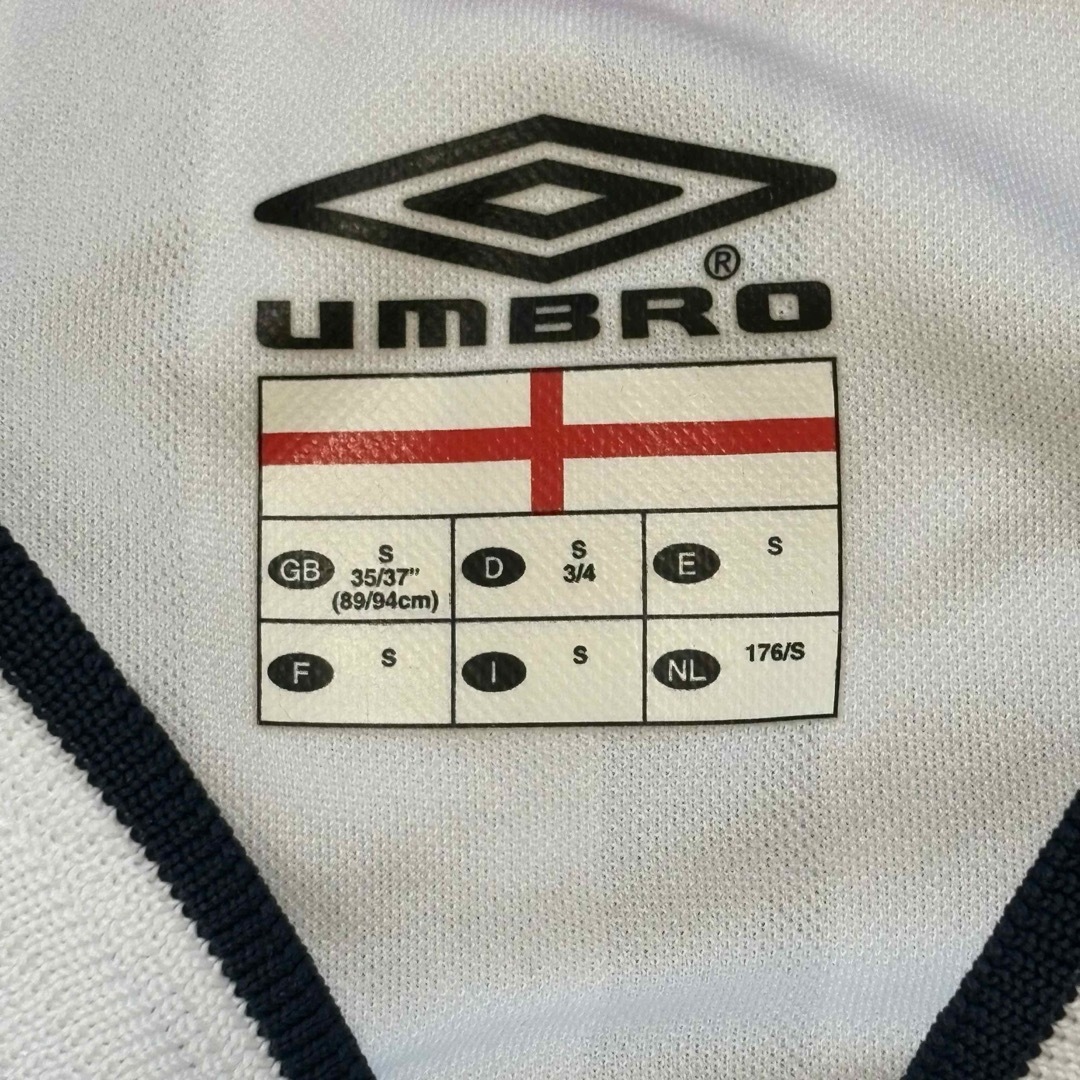 ®
UMBRO
GB S
35/37”
(89/94cm)
D S
3/4
E S
F S
I S
NL 176/S